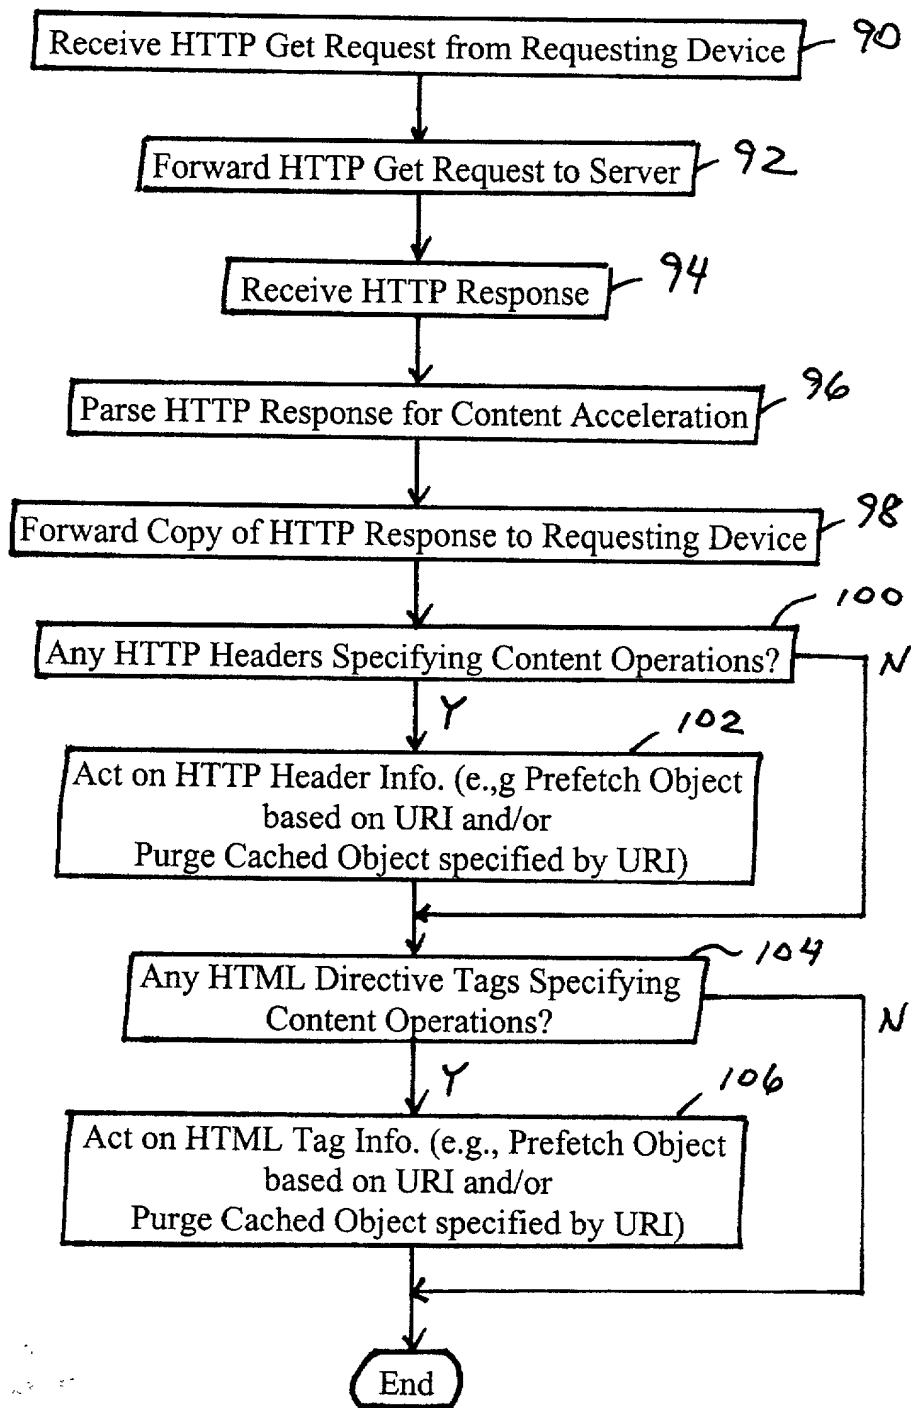 Receive HTTP Get Request from Requesting Device
90
Forward HTTP Get Request to Server
92
Receive HTTP Response
94
Parse HTTP Response for Content Acceleration
96
Forward Copy of HTTP Response to Requesting Device
98
100
Any HTTP Headers Specifying Content Operations?
N
Y
102
Act on HTTP Header Info. (e.,g Prefetch Object
based on URI and/or
Purge Cached Object specified by URI)
104
Any HTML Directive Tags Specifying
Content Operations?
N
Y
106
Act on HTML Tag Info. (e.g., Prefetch Object
based on URI and/or
Purge Cached Object specified by URI)
End